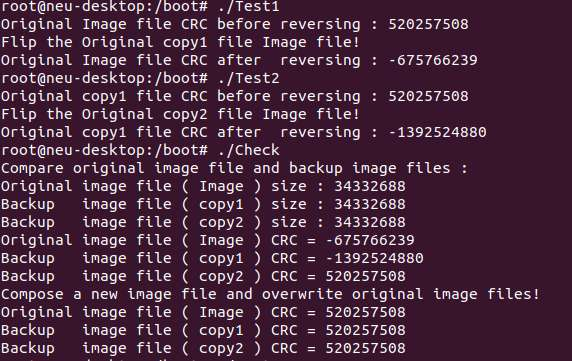 root@neu-desktop:/boot# ./Test1
Original Image file CRC before reversing : 520257508
Flip the Original copy1 file Image file!
Original Image file CRC after  reversing : -675766239
root@neu-desktop:/boot# ./Test2
Original copy1 file CRC before reversing : 520257508
Flip the Original copy2 file Image file!
Original copy1 file CRC after  reversing : -1392524880
root@neu-desktop:/boot# ./Check
Compare original image file and backup image files :
Original image file ( Image ) size : 34332688
Backup   image file ( copy1 ) size : 34332688
Backup   image file ( copy2 ) size : 34332688
Original image file ( Image ) CRC = -675766239
Backup   image file ( copy1 ) CRC = -1392524880
Backup   image file ( copy2 ) CRC = 520257508
Compose a new image file and overwrite original image files!
Original image file ( Image ) CRC = 520257508
Backup   image file ( copy1 ) CRC = 520257508
Backup   image file ( copy2 ) CRC = 520257508